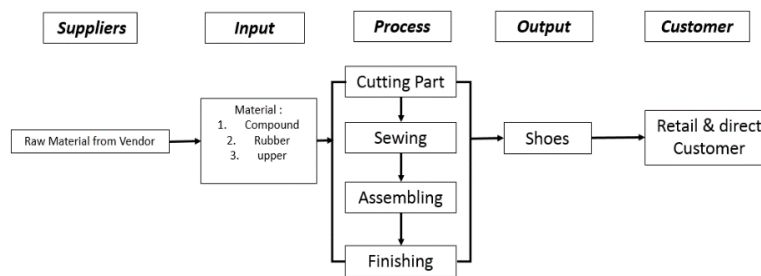 Suppliers
Input
Process
Output
Customer
Raw Material from Vendor
Material :
1. Compound
2. Rubber
3. upper
Cutting Part
Sewing
Assembling
Finishing
Shoes
Retail & direct
Customer